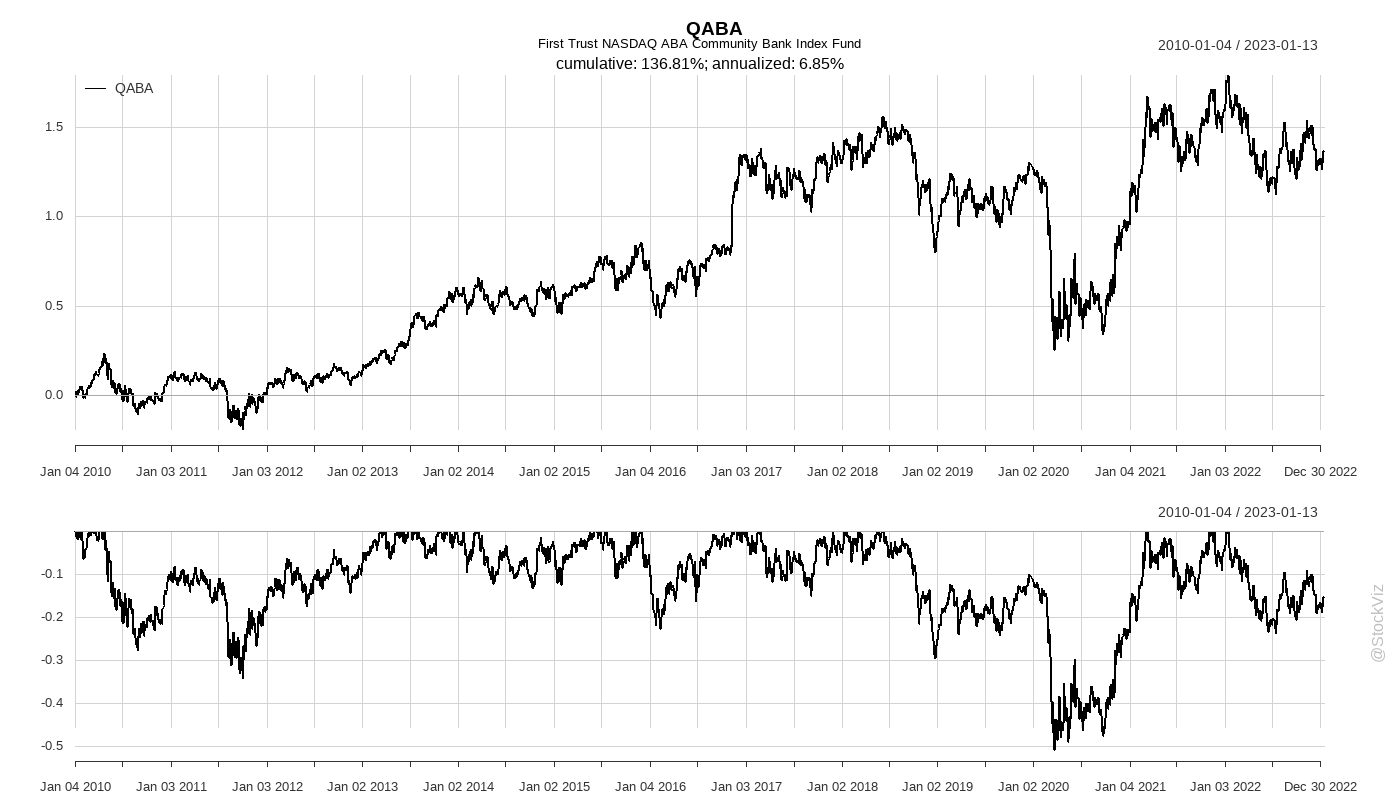 QABA
First Trust NASDAQ ABA Community Bank Index Fund
2010-01-04 / 2023-01-13
cumulative: 136.81%; annualized: 6.85%
QABA
1.5
1.0
0.5
0.0
Jan 04 2010 Jan 03 2011 Jan 03 2012 Jan 02 2013 Jan 02 2014 Jan 02 2015 Jan 04 2016 Jan 03 2017 Jan 02 2018 Jan 02 2019 Jan 02 2020 Jan 04 2021 Jan 03 2022 Dec 30 2022
2010-01-04 / 2023-01-13
-0.1
-0.2
-0.3
-0.4
-0.5
Jan 04 2010 Jan 03 2011 Jan 03 2012 Jan 02 2013 Jan 02 2014 Jan 02 2015 Jan 04 2016 Jan 03 2017 Jan 02 2018 Jan 02 2019 Jan 02 2020 Jan 04 2021 Jan 03 2022 Dec 30 2022
@StockViz